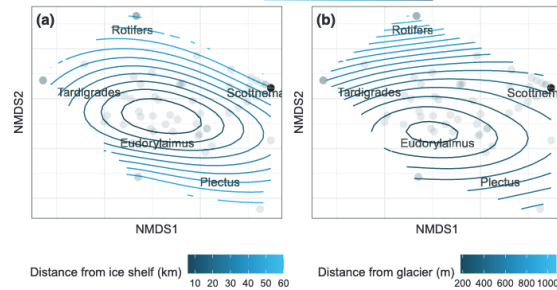 (a)
(b)
Rotifers
Rotifers
Tardigrades
Scottnema
Tardigrades
Scottnema
Eudorylaimus
Eudorylaimus
Plectus
Plectus
NMDS2
NMDS2
NMDS1
NMDS1
Distance from ice shelf (km)
10 20 30 40 50 60
Distance from glacier (m)
200 400 600 800 1000